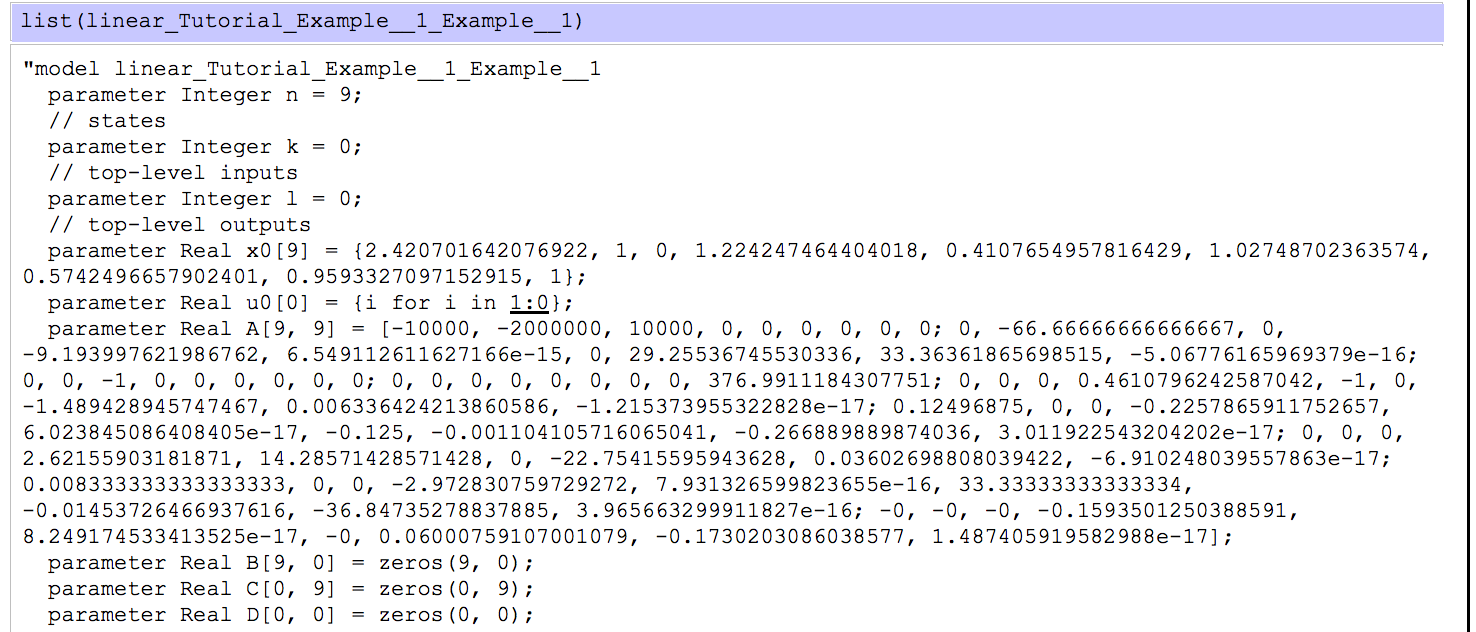 list(linear_Tutorial_Example__1_Example__1)
"model linear_Tutorial_Example__1_Example__1
parameter Integer n = 9;
// states
parameter Integer k = 0;
// top-level inputs
parameter Integer l = 0;
// top-level outputs
parameter Real x0[9] = {2.420701642076922, 1, 0, 1.224247464404018, 0.4107654957816429, 1.02748702363574,
0.5742496657902401, 0.9593327097152915, 1};
parameter Real u0[0] = {i for i in 1:0};
parameter Real A[9, 9] = [-10000, -2000000, 10000, 0, 0, 0, 0, 0, 0; 0, -66.66666666666667, 0,
-9.193997621986762, 6.549112611627166e-15, 0, 29.25536745530336, 33.36361865698515, -5.06776165969379e-16;
0, 0, -1, 0, 0, 0, 0, 0, 0; 0, 0, 0, 0, 0, 0, 0, 0, 376.9911184307751; 0, 0, 0, 0.4610796242587042, -1, 0,
-1.489428945747467, 0.006336424213860586, -1.215373955322828e-17; 0.12496875, 0, 0, -0.2257865911752657,
6.023845086408405e-17, -0.125, -0.001104105716065041, -0.266889889874036, 3.011922543204202e-17; 0, 0, 0,
2.62155903181871, 14.28571428571428, 0, -22.75415595943628, 0.03602698808039422, -6.910248039557863e-17;
0.008333333333333333, 0, 0, -2.972830759729272, 7.931326599823655e-16, 33.33333333333334,
-0.01453726466937616, -36.84735278837885, 3.965663299911827e-16; -0, -0, -0, -0.1593501250388591,
8.249174533413525e-17, -0, 0.06000759107001079, -0.1730203086038577, 1.487405919582988e-17];
parameter Real B[9, 0] = zeros(9, 0);
parameter Real C[0, 9] = zeros(0, 9);
parameter Real D[0, 0] = zeros(0, 0);